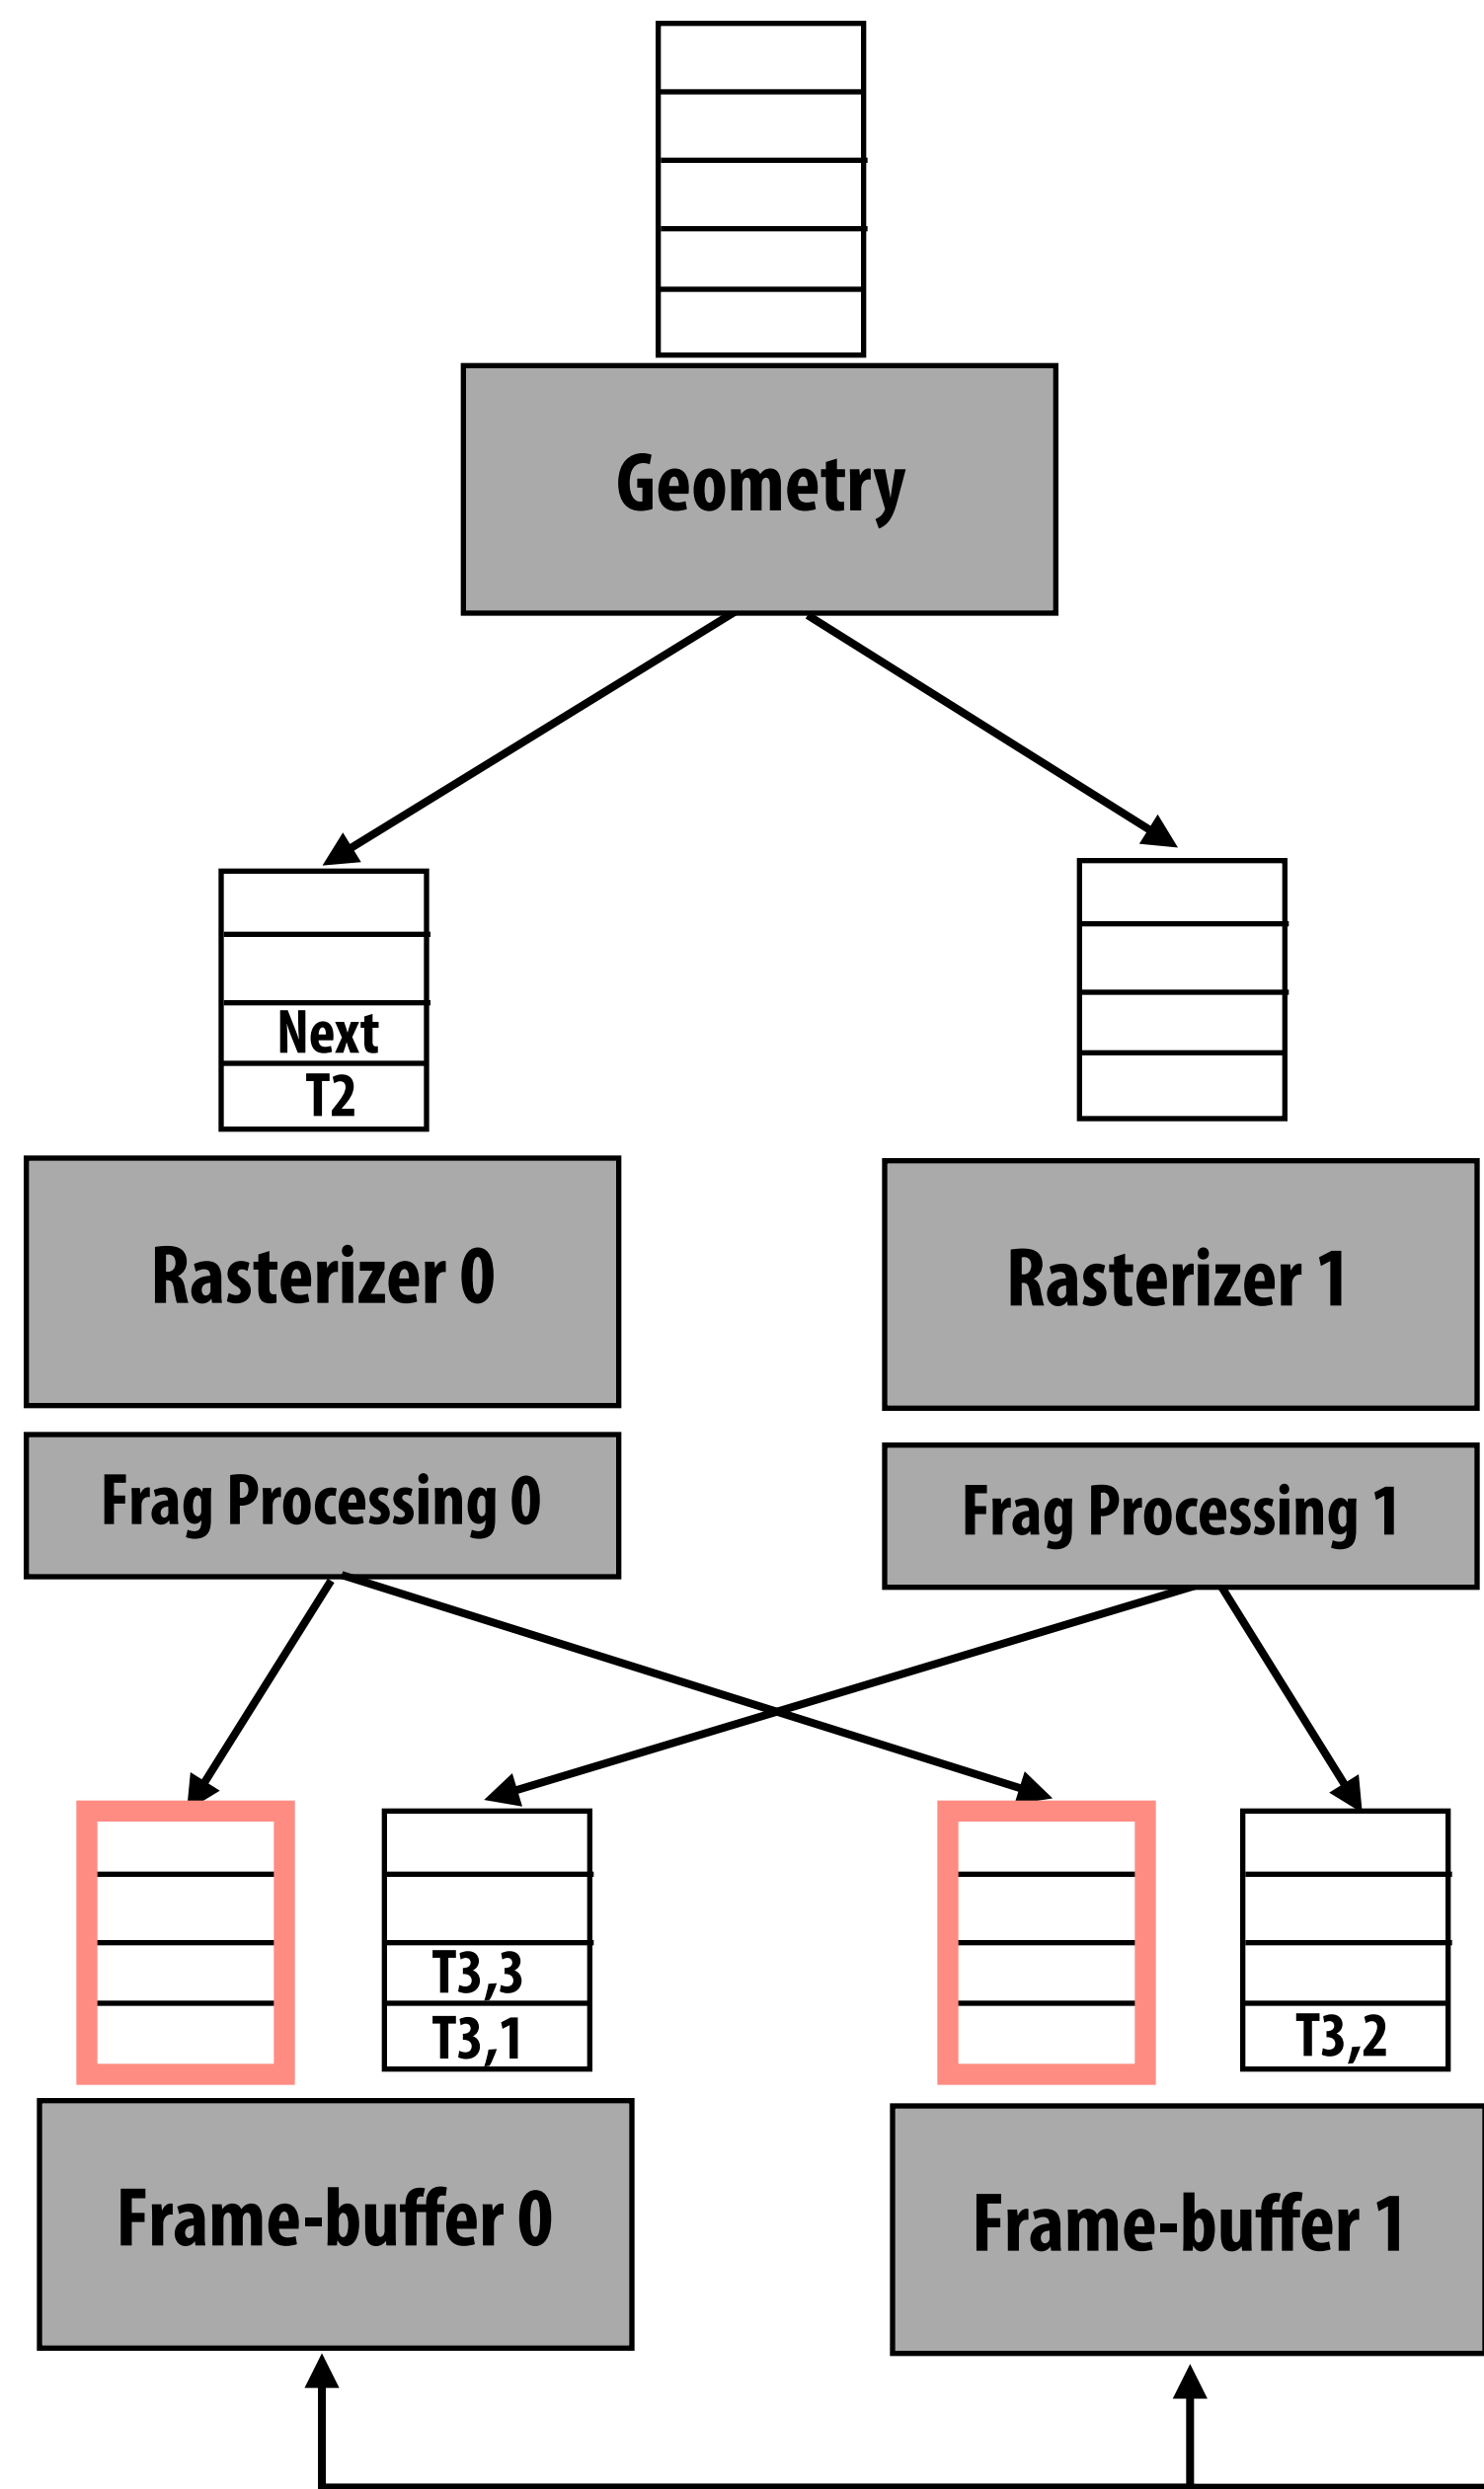 Geometry
Next
T2
Rasterizer 0
Rasterizer 1
Frag Processing 0
Frag Processing 1
T3,3
T3,1
T3,2
Frame-buffer 0
Frame-buffer 1